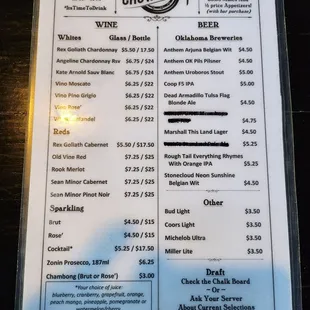 *InTimeToDrink
½ price Appetizers!
(with bar purchase)
WINE
Whites Glass / Bottle
Rex Goliath Chardonnay $5.50 / 17.50
Angeline Chardonnay Rsv $6.75 / $24
Kate Arnold Sauv Blanc $6.75 / $24
Vino Moscato $6.25 / $22
Vino Pino Grigio $6.25 / $22
Vino Rose' $6.25 / $22
$6.25 / $22
Reds
Rex Goliath Cabernet $5.50 / 17.50
Old Vine Red $7.25 / $25
Rook Merlot $7.25 / $25
Sean Minor Cabernet $7.25 / $25
Sean Minor Pinot Noir $7.25 / $25
Sparkling
Brut $4.50 / $15
Rose' $4.50 / $15
Cocktail* $5.25 / $17.50
Zonin Prosecco, 187ml $6.25
Chambong (Brut or Rose') $3.00
*Your choice of juice:
blueberry, cranberry, grapefruit, orange,
peach mango, pineapple, pomegranate or
BEER
Oklahoma Breweries
Anthem Arjuna Belgian Wit $4.50
Anthem OK Pils Pilsner $4.50
Anthem Uroboros Stout $5.00
Coop F5 IPA $5.00
Dead Armadillo Tulsa Flag
Blonde Ale $4.50
$4.75
Marshall This Land Lager $4.50
$5.25
Rough Tail Everything Rhymes
With Orange IPA $5.25
Stonecloud Neon Sunshine
Belgian Wit $4.50
Other
Bud Light $3.50
Coors Light $3.50
Michelob Ultra $3.50
Miller Lite $3.50
Draft
Check the Chalk Board
~ Or ~
Ask Your Server
About Current Selections